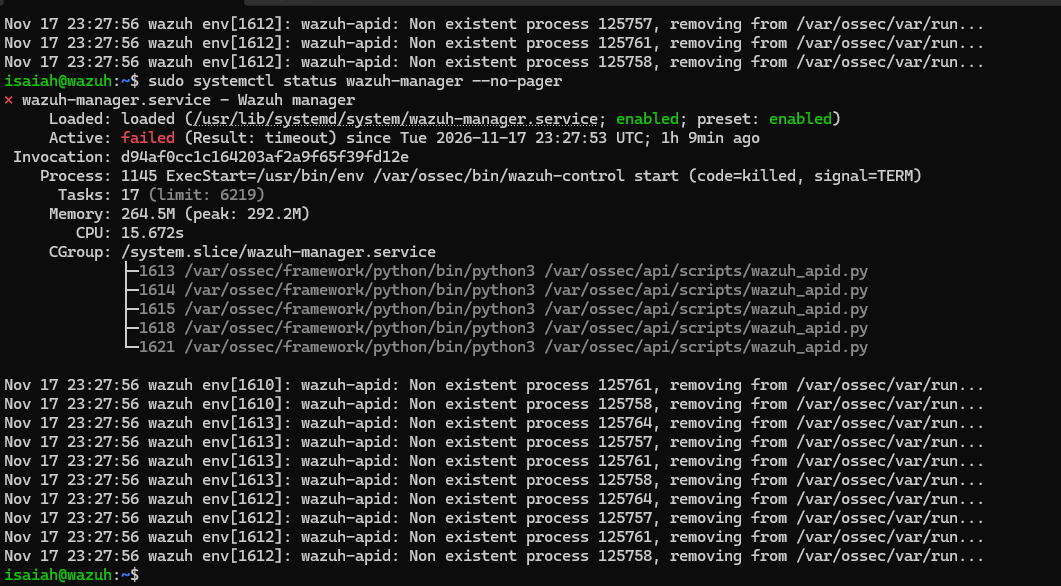 Nov 17 23:27:56 wazuh env[1612]: wazuh-apid: Non existent process 125757, removing from /var/ossec/var/run...
Nov 17 23:27:56 wazuh env[1612]: wazuh-apid: Non existent process 125761, removing from /var/ossec/var/run...
Nov 17 23:27:56 wazuh env[1612]: wazuh-apid: Non existent process 125758, removing from /var/ossec/var/run...
isaiah@wazuh:~$ sudo systemctl status wazuh-manager --no-pager
× wazuh-manager.service - Wazuh manager
     Loaded: loaded (/usr/lib/systemd/system/wazuh-manager.service; enabled; preset: enabled)
     Active: failed (Result: timeout) since Tue 2026-11-17 23:27:53 UTC; 1h 9min ago
 Invocation: d94af0cc1c164203af2a9f65f39fd12e
    Process: 1145 ExecStart=/usr/bin/env /var/ossec/bin/wazuh-control start (code=killed, signal=TERM)
      Tasks: 17 (limit: 6219)
     Memory: 264.5M (peak: 292.2M)
        CPU: 15.672s
     CGroup: /system.slice/wazuh-manager.service
             ├─1613 /var/ossec/framework/python/bin/python3 /var/ossec/api/scripts/wazuh_apid.py
             ├─1614 /var/ossec/framework/python/bin/python3 /var/ossec/api/scripts/wazuh_apid.py
             ├─1615 /var/ossec/framework/python/bin/python3 /var/ossec/api/scripts/wazuh_apid.py
             ├─1618 /var/ossec/framework/python/bin/python3 /var/ossec/api/scripts/wazuh_apid.py
             └─1621 /var/ossec/framework/python/bin/python3 /var/ossec/api/scripts/wazuh_apid.py

Nov 17 23:27:56 wazuh env[1610]: wazuh-apid: Non existent process 125761, removing from /var/ossec/var/run...
Nov 17 23:27:56 wazuh env[1610]: wazuh-apid: Non existent process 125758, removing from /var/ossec/var/run...
Nov 17 23:27:56 wazuh env[1613]: wazuh-apid: Non existent process 125764, removing from /var/ossec/var/run...
Nov 17 23:27:56 wazuh env[1613]: wazuh-apid: Non existent process 125757, removing from /var/ossec/var/run...
Nov 17 23:27:56 wazuh env[1613]: wazuh-apid: Non existent process 125761, removing from /var/ossec/var/run...
Nov 17 23:27:56 wazuh env[1613]: wazuh-apid: Non existent process 125758, removing from /var/ossec/var/run...
Nov 17 23:27:56 wazuh env[1612]: wazuh-apid: Non existent process 125764, removing from /var/ossec/var/run...
Nov 17 23:27:56 wazuh env[1612]: wazuh-apid: Non existent process 125757, removing from /var/ossec/var/run...
Nov 17 23:27:56 wazuh env[1612]: wazuh-apid: Non existent process 125761, removing from /var/ossec/var/run...
Nov 17 23:27:56 wazuh env[1612]: wazuh-apid: Non existent process 125758, removing from /var/ossec/var/run...
isaiah@wazuh:~$